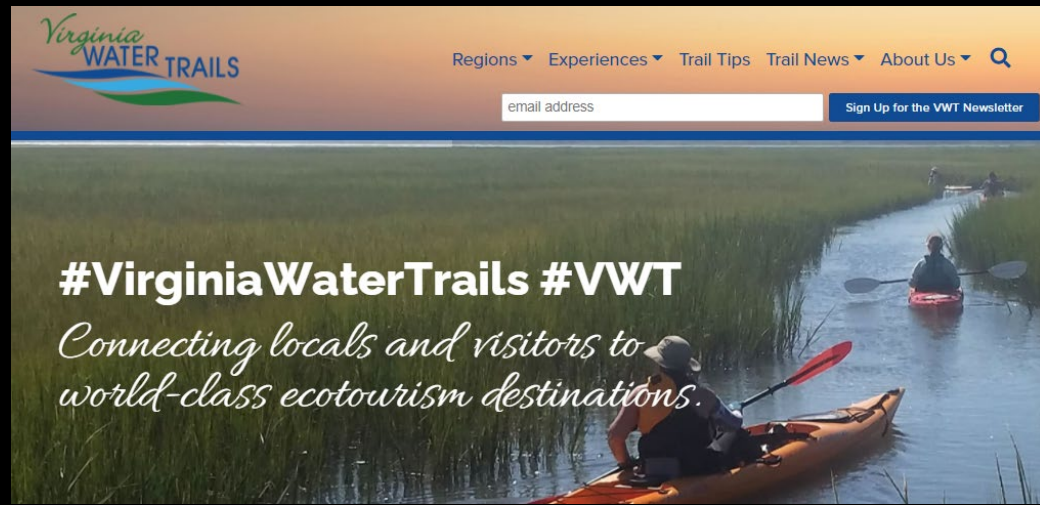 Virginia
WATER TRAILS
Regions Experiences Trail Tips Trail News About Us
email address Sign Up for the VWT Newsletter
#VirginiaWaterTrails #VWT
Connecting locals and visitors to
world-class ecotourism destinations.